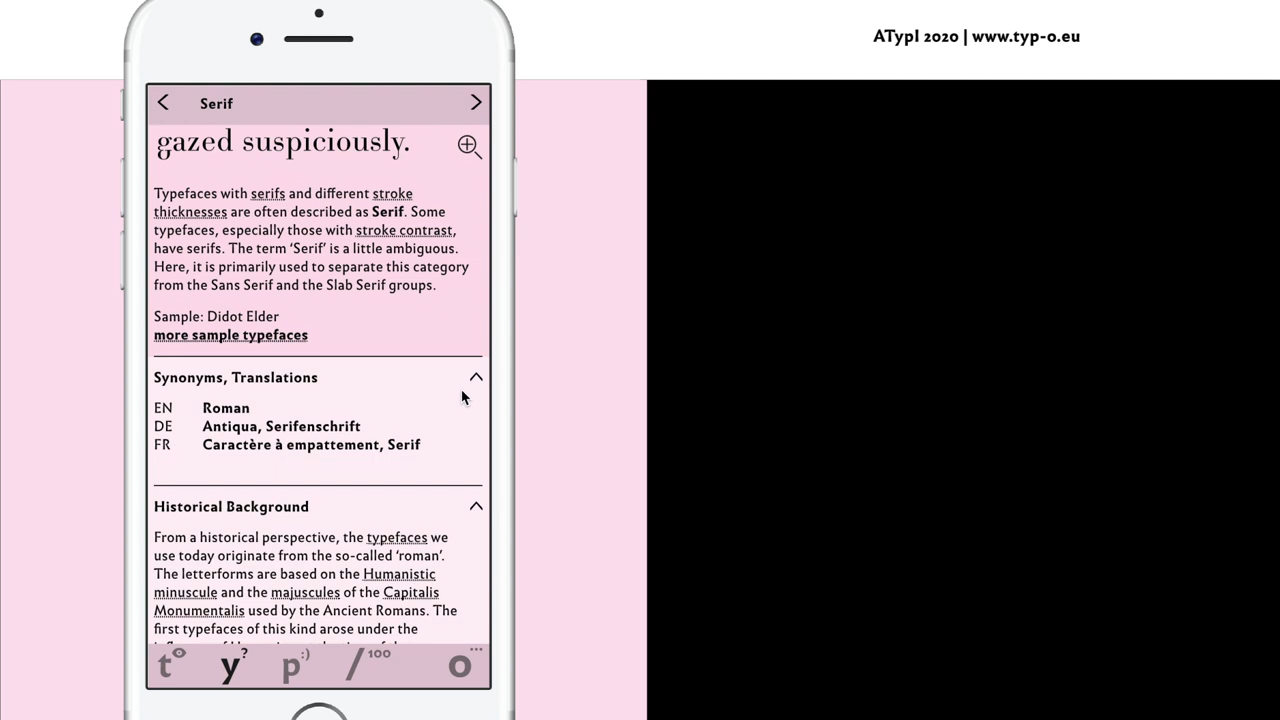 ATypI 2020 | www.typ-o.eu
Serif
gazed suspiciously.
Typefaces with serifs and different stroke
thicknesses are often described as Serif. Some
typefaces, especially those with stroke contrast,
have serifs. The term ‘Serif’ is a little ambiguous.
Here, it is primarily used to separate this category
from the Sans Serif and the Slab Serif groups.
Sample: Didot Elder
more sample typefaces
Synonyms, Translations
EN Roman
DE Antiqua, Serifenschrift
FR Caractère à empattement, Serif
Historical Background
From a historical perspective, the typefaces we
use today originate from the so-called ‘roman’.
The letterforms are based on the Humanistic
minuscule and the majuscules of the Capitalis
Monumentalis used by the Ancient Romans. The
first typefaces of this kind arose under the
t y? p:) /100 o...